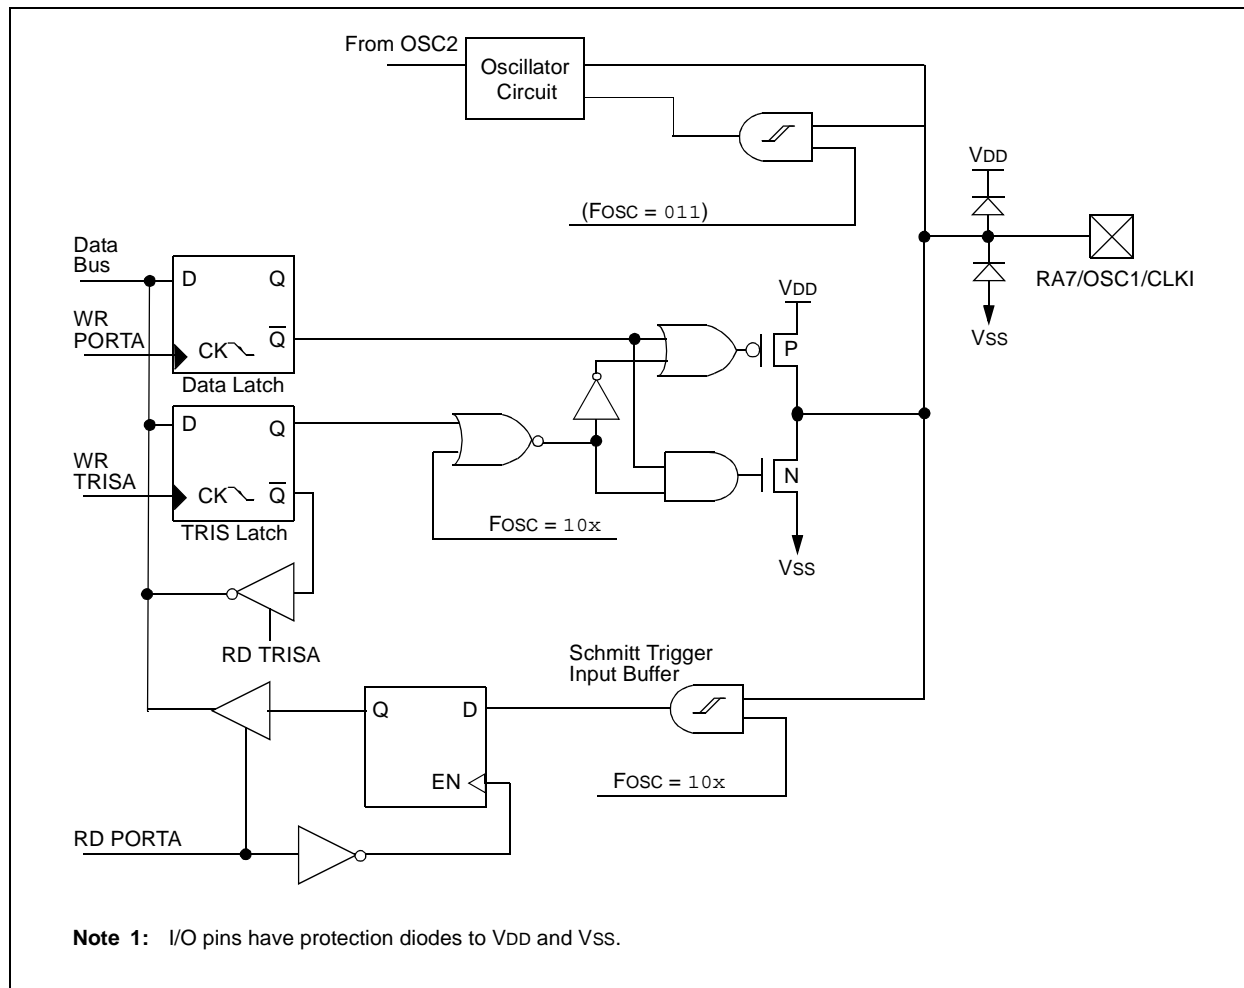 From OSC2
Oscillator
Circuit
VDD
(FOSC = 011)
RA7/OSC1/CLKI
VSS
Data
Bus
D
Q
WR
PORTA
CK
Q
Data Latch
VDD
P
D
Q
WR
TRISA
CK
Q
TRIS Latch
N
FOSC = 10x
VSS
RD TRISA
Schmitt Trigger
Input Buffer
Q
D
EN
FOSC = 10x
RD PORTA
Note 1: I/O pins have protection diodes to VDD and VSS.